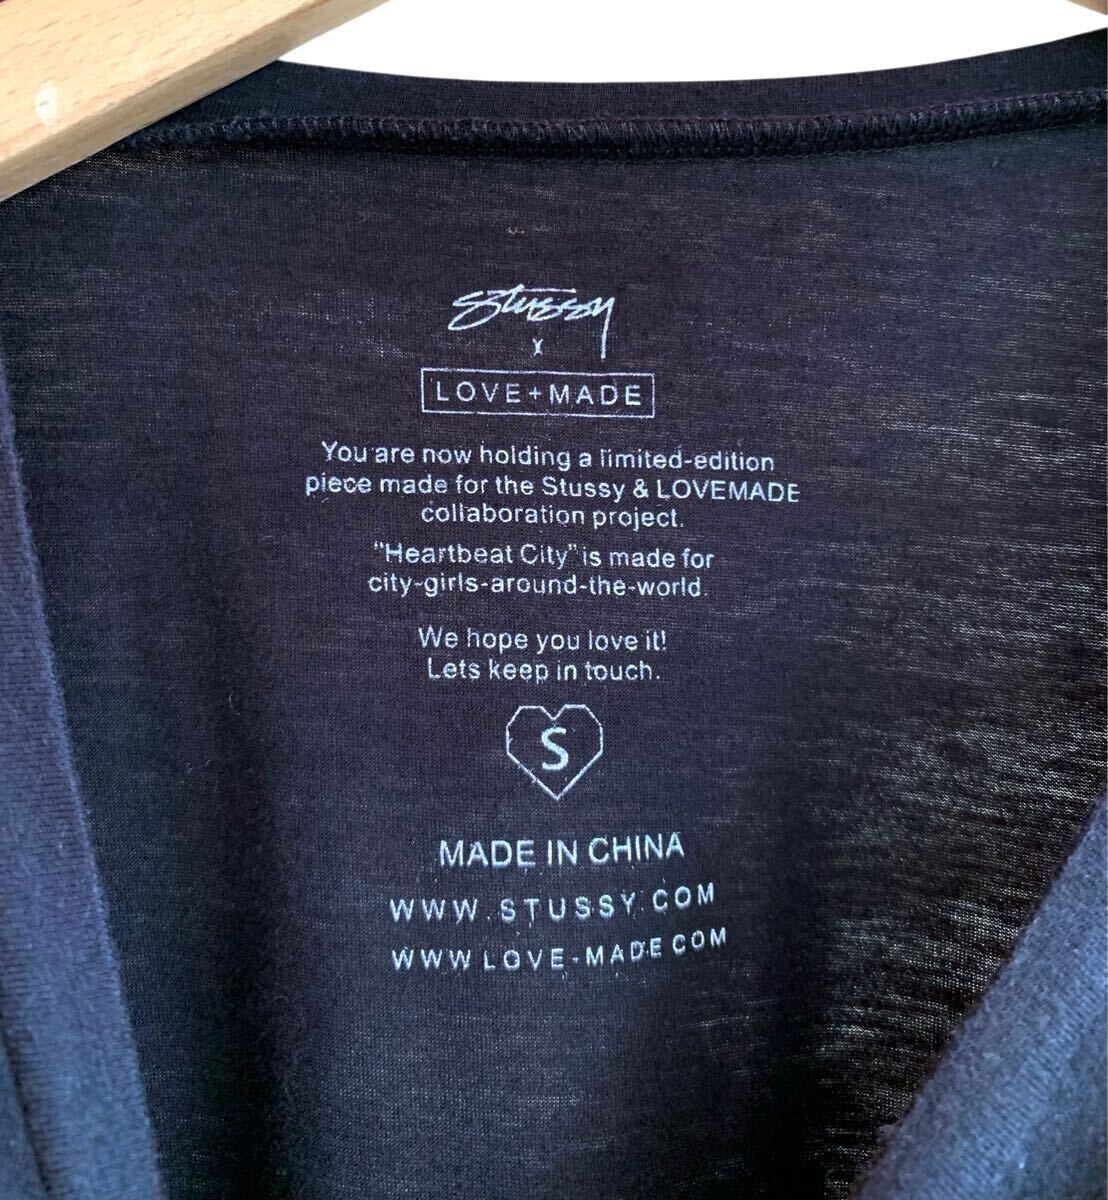 Stussy
x
LOVE+MADE
You are now holding a limited-edition
piece made for the Stussy & LOVEMADE
collaboration project.
"Heartbeat City" is made for
city-girls-around-the-world.
We hope you love it!
Lets keep in touch.
S
MADE IN CHINA
WWW.STUSSY.COM
WWW LOVE-MADE COM